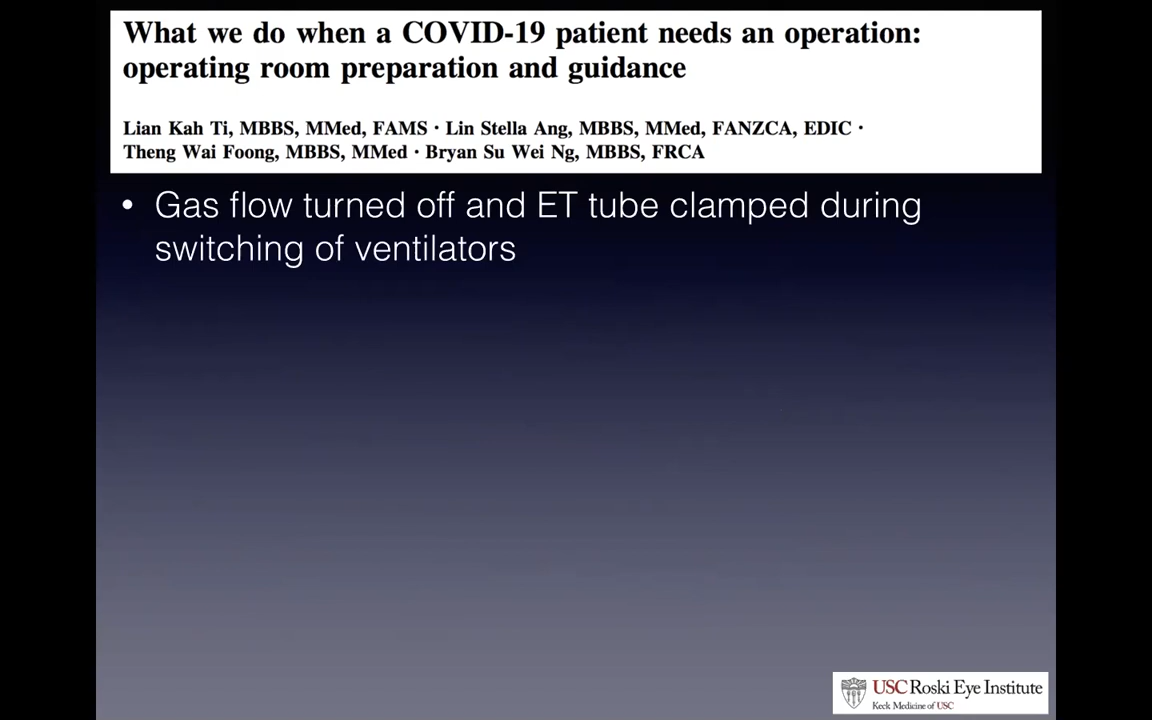 What we do when a COVID-19 patient needs an operation:
operating room preparation and guidance
Lian Kah Ti, MBBS, MMed, FAMS · Lin Stella Ang, MBBS, MMed, FANZCA, EDIC ·
Theng Wai Foong, MBBS, MMed · Bryan Su Wei Ng, MBBS, FRCA
• Gas flow turned off and ET tube clamped during
switching of ventilators
USC Roski Eye Institute
Keck Medicine of USC